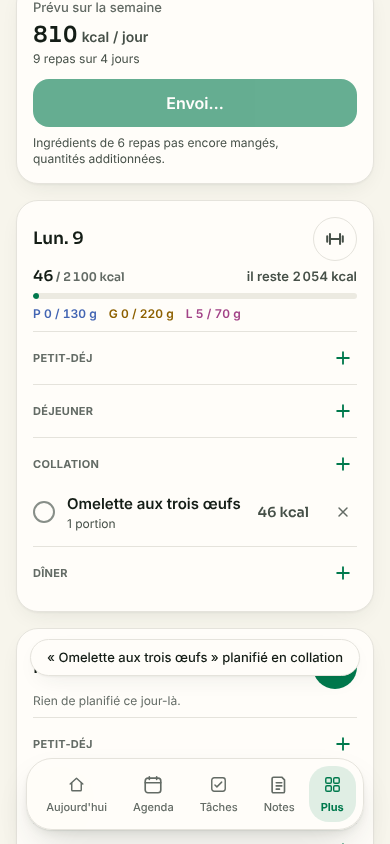 Prévu sur la semaine
810 kcal / jour
9 repas sur 4 jours
Envoi…
Ingrédients de 6 repas pas encore mangés,
quantités additionnées.
Lun. 9
46 / 2 100 kcal il reste 2 054 kcal
P 0 / 130 g G 0 / 220 g L 5 / 70 g
PETIT-DÉJ
DÉJEUNER
COLLATION
Omelette aux trois œufs 46 kcal
1 portion
DÎNER
« Omelette aux trois œufs » planifié en collation
Rien de planifié ce jour-là.
PETIT-DÉJ
Aujourd'hui Agenda Tâches Notes Plus